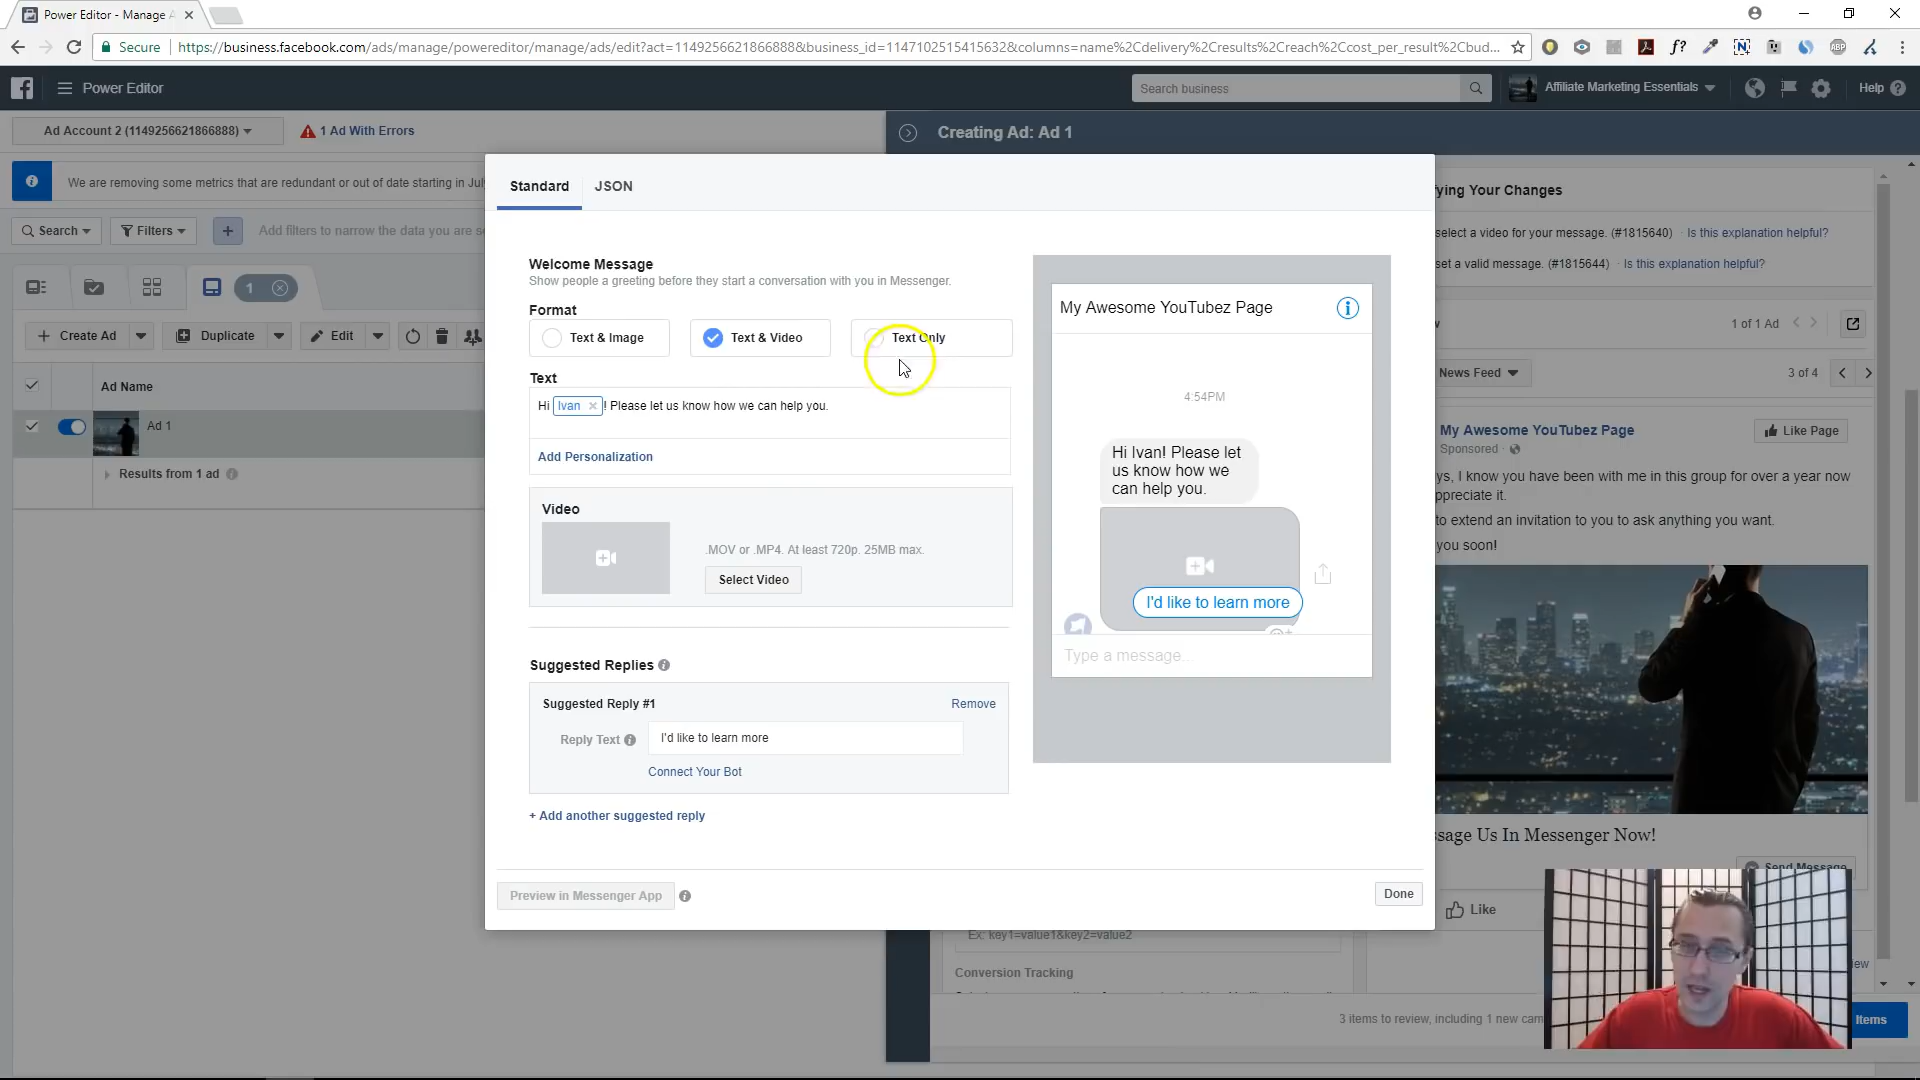 Power Editor - Manage A
Secure
https://business.facebook.com/ads/manage/powereditor/manage/ads/edit?act=1149256621866888&business_id=1147102515415632&columns=name%2Cdelivery%2Cresults%2Creach%2Ccost_per_result%2Cbud...
Power Editor
Search business
Affiliate Marketing Essentials
Help
Ad Account 2 (1149256621866888)
1 Ad With Errors
Creating Ad: Ad 1
We are removing some metrics that are redundant or out of date starting in July
Search
Filters
Add filters to narrow the data you are se
1
Create Ad
Duplicate
Edit
Ad Name
Ad 1
Results from 1 ad
Standard
JSON
Welcome Message
Show people a greeting before they start a conversation with you in Messenger.
Format
Text & Image
Text & Video
Text Only
Text
Hi Ivan ! Please let us know how we can help you.
Add Personalization
Video
.MOV or .MP4. At least 720p. 25MB max.
Select Video
Suggested Replies
Suggested Reply #1
Remove
Reply Text
I'd like to learn more
Connect Your Bot
+ Add another suggested reply
Preview in Messenger App
Done
My Awesome YouTubez Page
4:54PM
Hi Ivan! Please let
us know how we
can help you.
I'd like to learn more
Type a message...
fying Your Changes
select a video for your message. (#1815640) · Is this explanation helpful?
set a valid message. (#1815644) · Is this explanation helpful?
1 of 1 Ad
News Feed
3 of 4
My Awesome YouTubez Page
Like Page
Sponsored ·
ys, I know you have been with me in this group for over a year now
ppreciate it.
to extend an invitation to you to ask anything you want.
you soon!
ssage Us In Messenger Now!
Send Message
Like
Ex: key1=value1&key2=value2
Conversion Tracking
3 items to review, including 1 new cam
Items